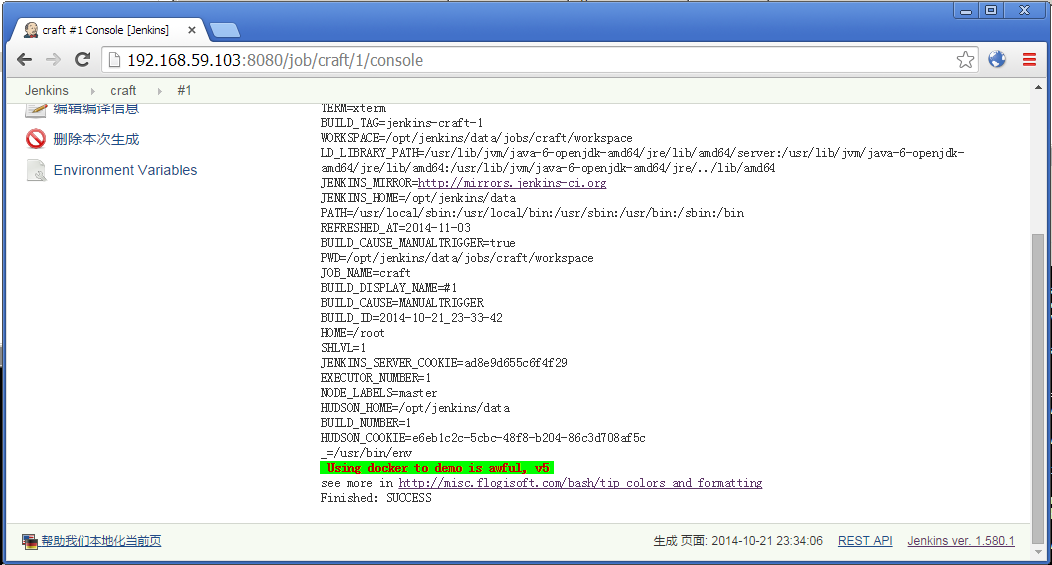 craft #1 Console [Jenkins]
192.168.59.103:8080/job/craft/1/console
Jenkins craft #1
编辑编译信息
删除本次生成
Environment Variables
TERM=xterm
BUILD_TAG=jenkins-craft-1
WORKSPACE=/opt/jenkins/data/jobs/craft/workspace
LD_LIBRARY_PATH=/usr/lib/jvm/java-6-openjdk-amd64/jre/lib/amd64/server:/usr/lib/jvm/java-6-openjdk-
amd64/jre/lib/amd64:/usr/lib/jvm/java-6-openjdk-amd64/jre/../lib/amd64
JENKINS_MIRROR=http://mirrors.jenkins-ci.org
JENKINS_HOME=/opt/jenkins/data
PATH=/usr/local/sbin:/usr/local/bin:/usr/sbin:/usr/bin:/sbin:/bin
REFRESHED_AT=2014-11-03
BUILD_CAUSE_MANUALTRIGGER=true
PWD=/opt/jenkins/data/jobs/craft/workspace
JOB_NAME=craft
BUILD_DISPLAY_NAME=#1
BUILD_CAUSE=MANUALTRIGGER
BUILD_ID=2014-10-21_23-33-42
HOME=/root
SHLVL=1
JENKINS_SERVER_COOKIE=ad8e9d655c6f4f29
EXECUTOR_NUMBER=1
NODE_LABELS=master
HUDSON_HOME=/opt/jenkins/data
BUILD_NUMBER=1
HUDSON_COOKIE=e6eb1c2c-5cbc-48f8-b204-86c3d708af5c
_=/usr/bin/env
Using docker to demo is awful, v5
see more in http://misc.flogisoft.com/bash/tip_colors_and_formatting
Finished: SUCCESS
帮助我们本地化当前页 生成 页面: 2014-10-21 23:34:06 REST API Jenkins ver. 1.580.1